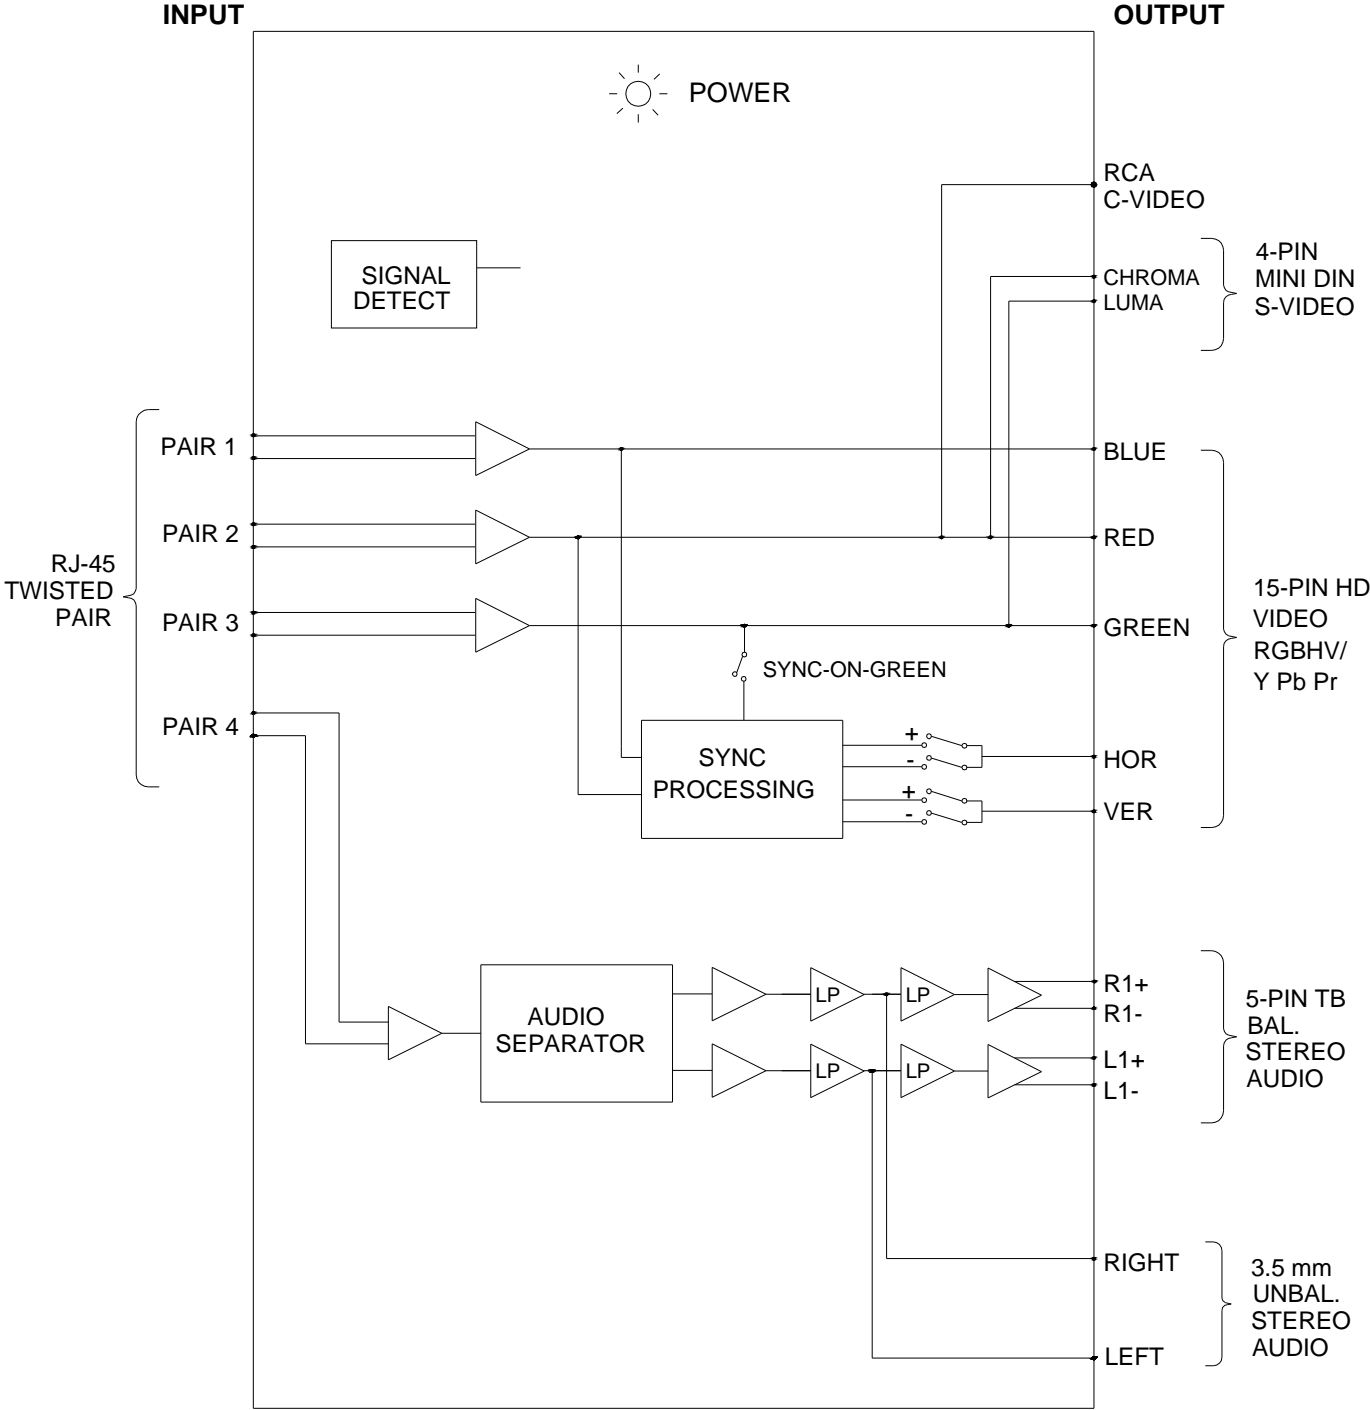 INPUT
OUTPUT
POWER
RCA
C-VIDEO
SIGNAL
DETECT
CHROMA
LUMA
4-PIN
MINI DIN
S-VIDEO
PAIR 1
PAIR 2
PAIR 3
PAIR 4
RJ-45
TWISTED
PAIR
BLUE
RED
GREEN
SYNC-ON-GREEN
SYNC
PROCESSING
+
-
+
-
HOR
VER
15-PIN HD
VIDEO
RGBHV/
Y Pb Pr
AUDIO
SEPARATOR
LP
LP
LP
LP
R1+
R1-
L1+
L1-
5-PIN TB
BAL.
STEREO
AUDIO
RIGHT
LEFT
3.5 mm
UNBAL.
STEREO
AUDIO